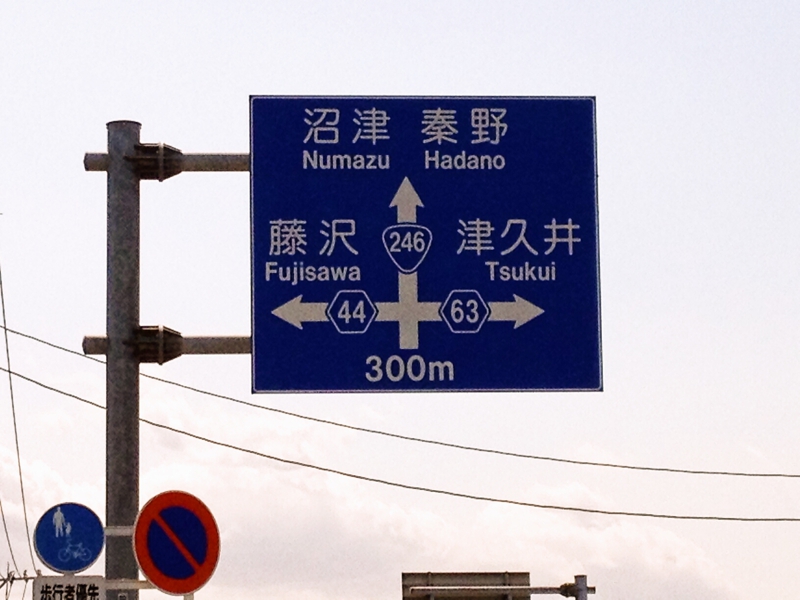 沼津 秦野
Numazu Hadano
藤沢 246 津久井
Fujisawa Tsukui
44 63
300m
歩行者優先